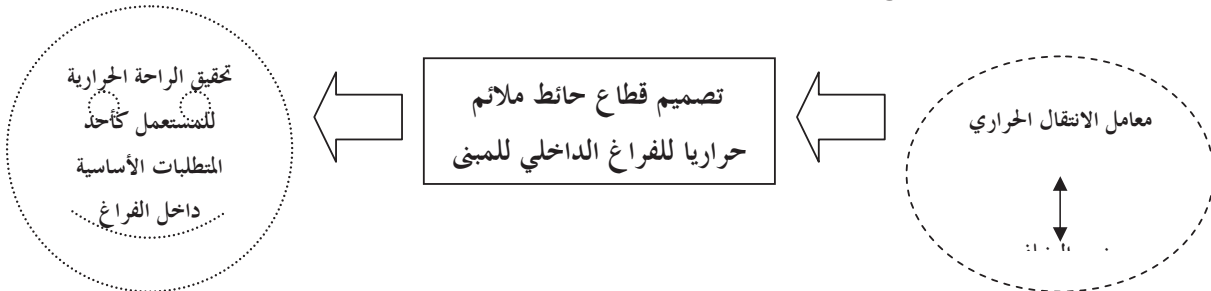 معامل الانتقال الحراري
تصميم قطاع حائط ملائم
حراريا للفراغ الداخلي للمبنى
تحقيق الراحة الحرارية
للمستعمل كأحد
المتطلبات الأساسية
داخل الفراغ